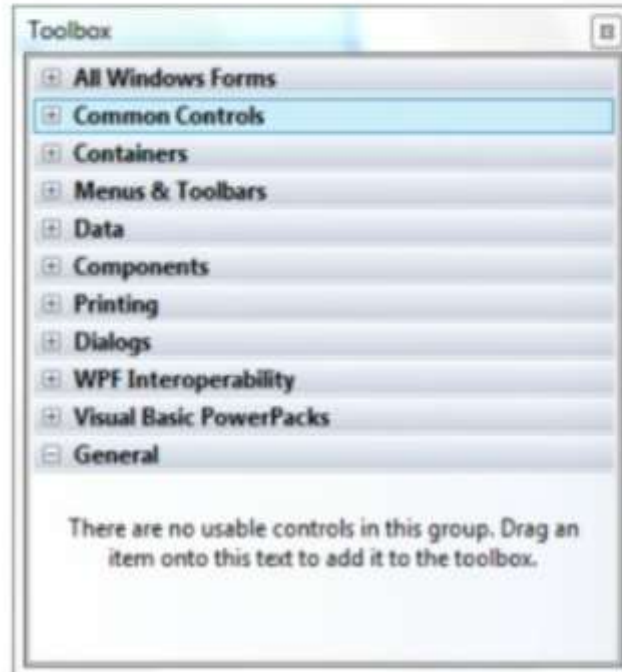 Toolbox
All Windows Forms
Common Controls
Containers
Menus & Toolbars
Data
Components
Printing
Dialogs
WPF Interoperability
Visual Basic PowerPacks
General
There are no usable controls in this group. Drag an
item onto this text to add it to the toolbox.